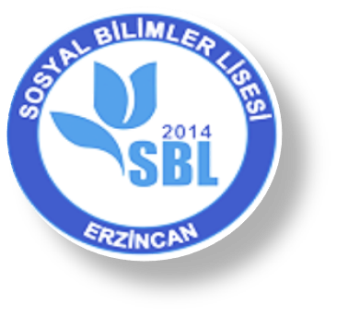 SOSYAL BİLİMLER LİSESİ
2014
SBL
ERZİNCAN